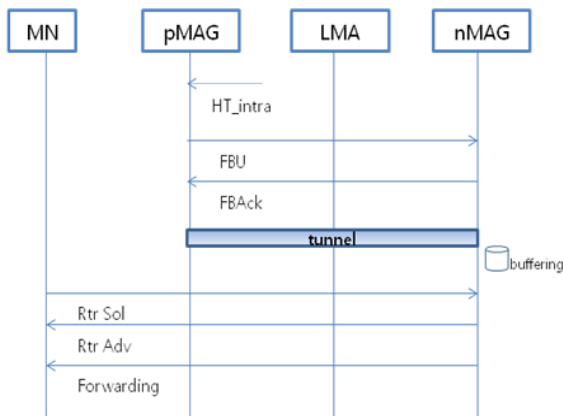 MN pMAG LMA nMAG
HT_intra
FBU
FBAck
tunnel
buffering
Rtr Sol
Rtr Adv
Forwarding